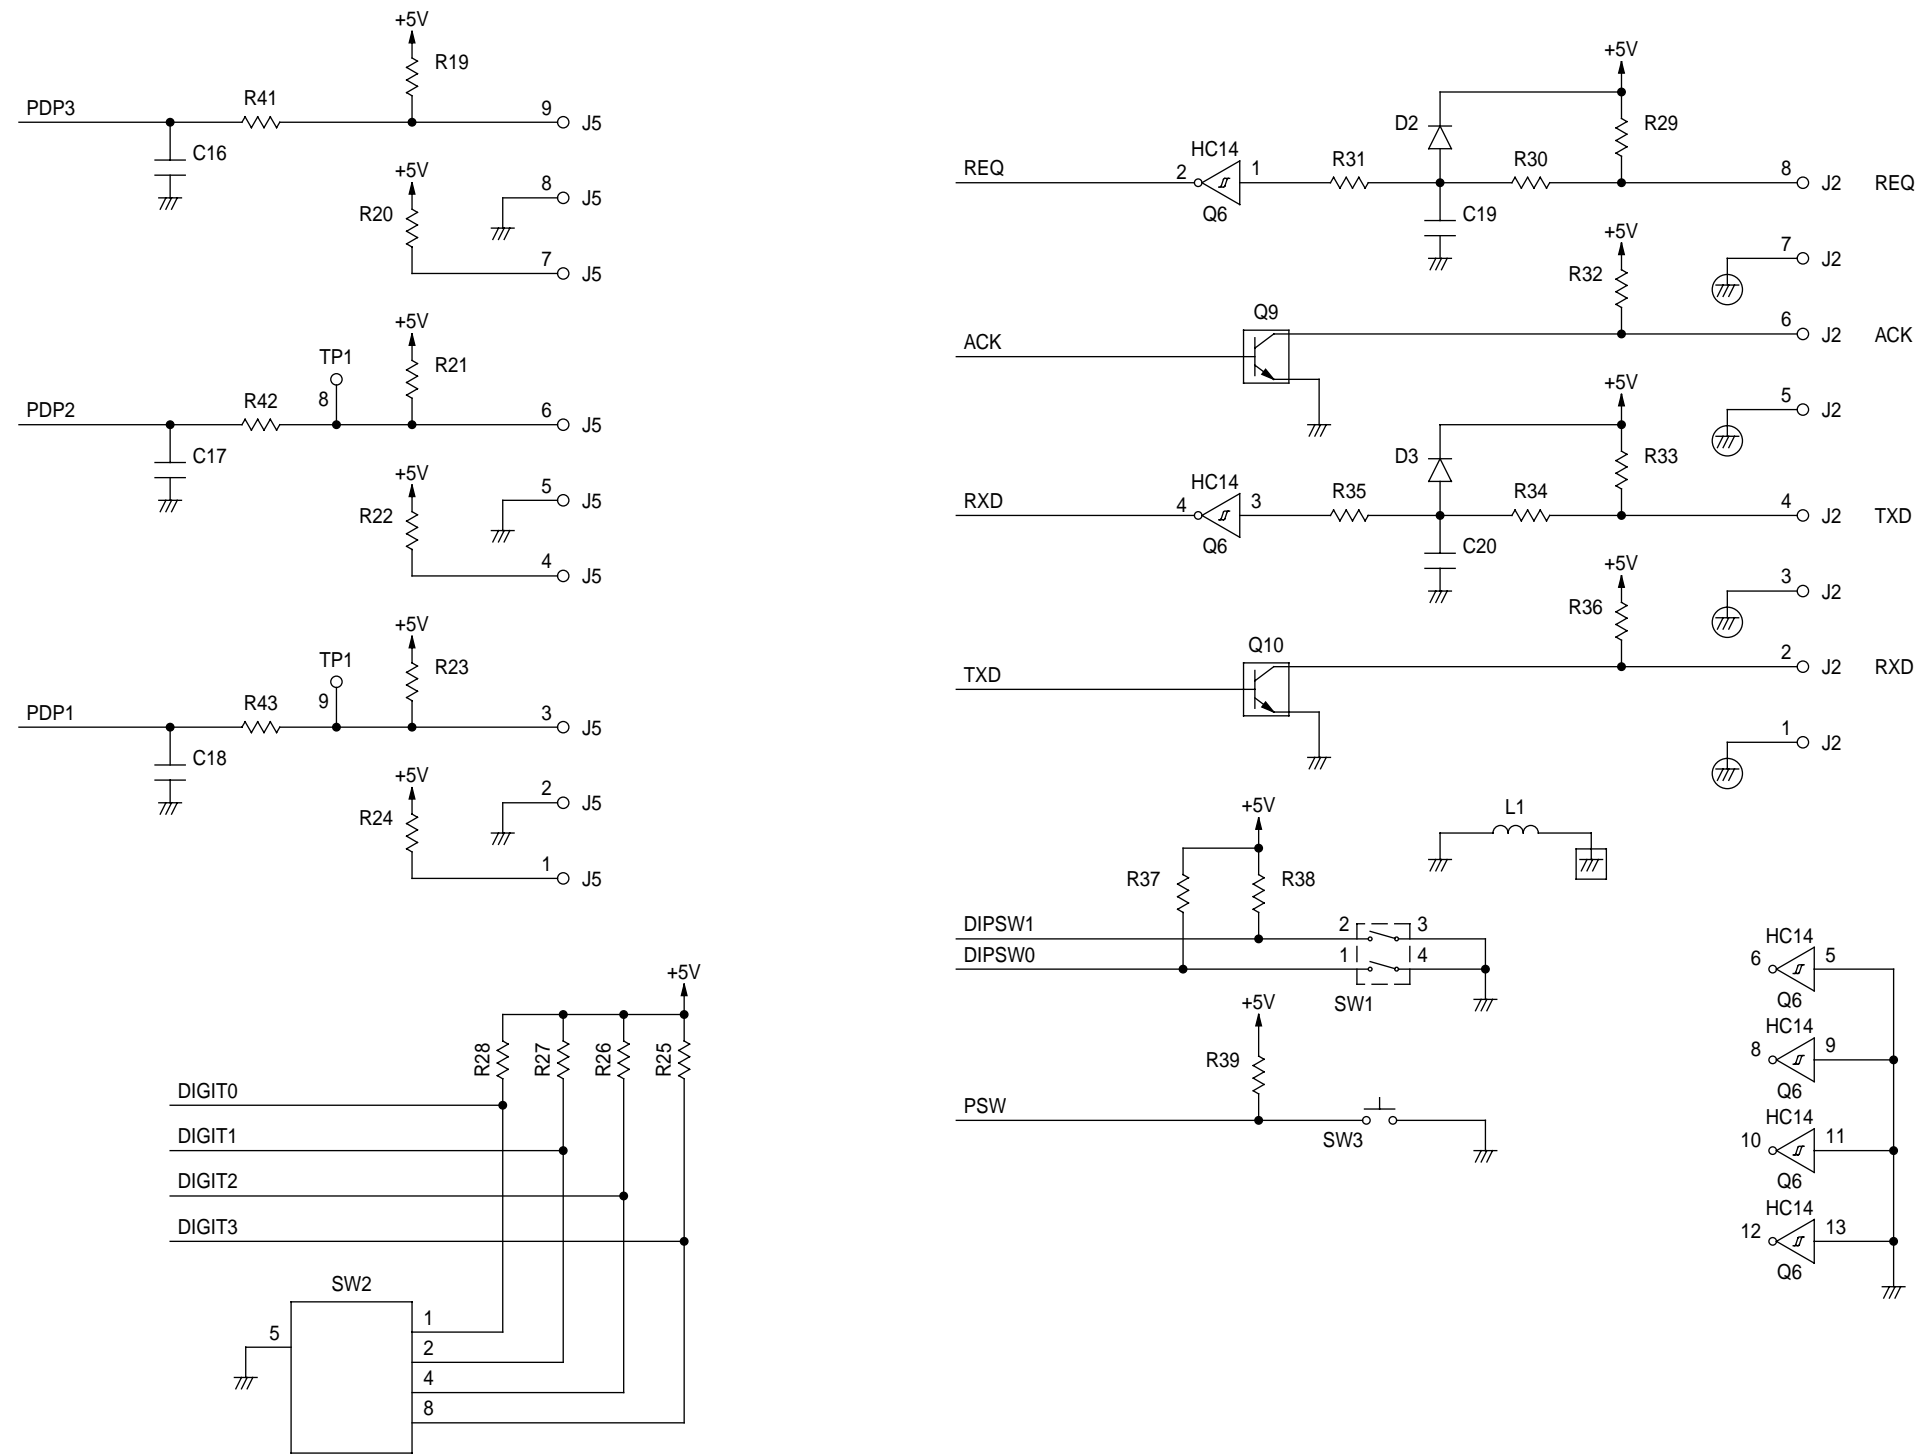 +5V
R19
PDP3
R41
9
J5
C16
+5V
8
J5
R20
7
J5
+5V
TP1
R21
8
PDP2
R42
6
J5
C17
+5V
5
J5
R22
4
J5
+5V
TP1
R23
9
PDP1
R43
3
J5
C18
+5V
2
J5
R24
1
J5
+5V
R28
R27
R26
R25
DIGIT0
DIGIT1
DIGIT2
DIGIT3
SW2
5
1
2
4
8
+5V
D2
R29
HC14
REQ
2
1
R31
R30
8
J2
REQ
Q6
C19
+5V
7
J2
R32
Q9
ACK
6
J2
ACK
+5V
5
J2
D3
R33
HC14
RXD
4
3
R35
R34
4
J2
TXD
Q6
C20
+5V
3
J2
R36
Q10
TXD
2
J2
RXD
1
J2
+5V
L1
R37
R38
DIPSW1
2
3
DIPSW0
1
4
SW1
+5V
R39
PSW
SW3
HC14
6
5
Q6
HC14
8
9
Q6
HC14
10
11
Q6
HC14
12
13
Q6